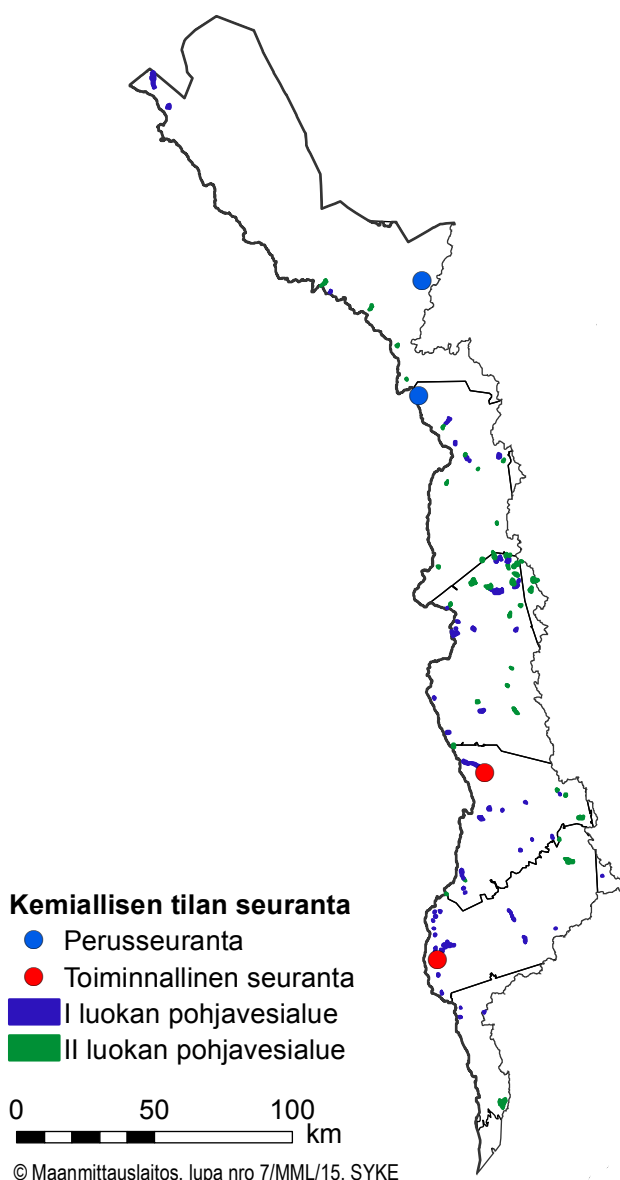 Kemiallisen tilan seuranta
Perusseuranta
Toiminnallinen seuranta
I luokan pohjavesialue
II luokan pohjavesialue
0 50 100
km
© Maanmittauslaitos, lupa nro 7/MML/15, SYKE